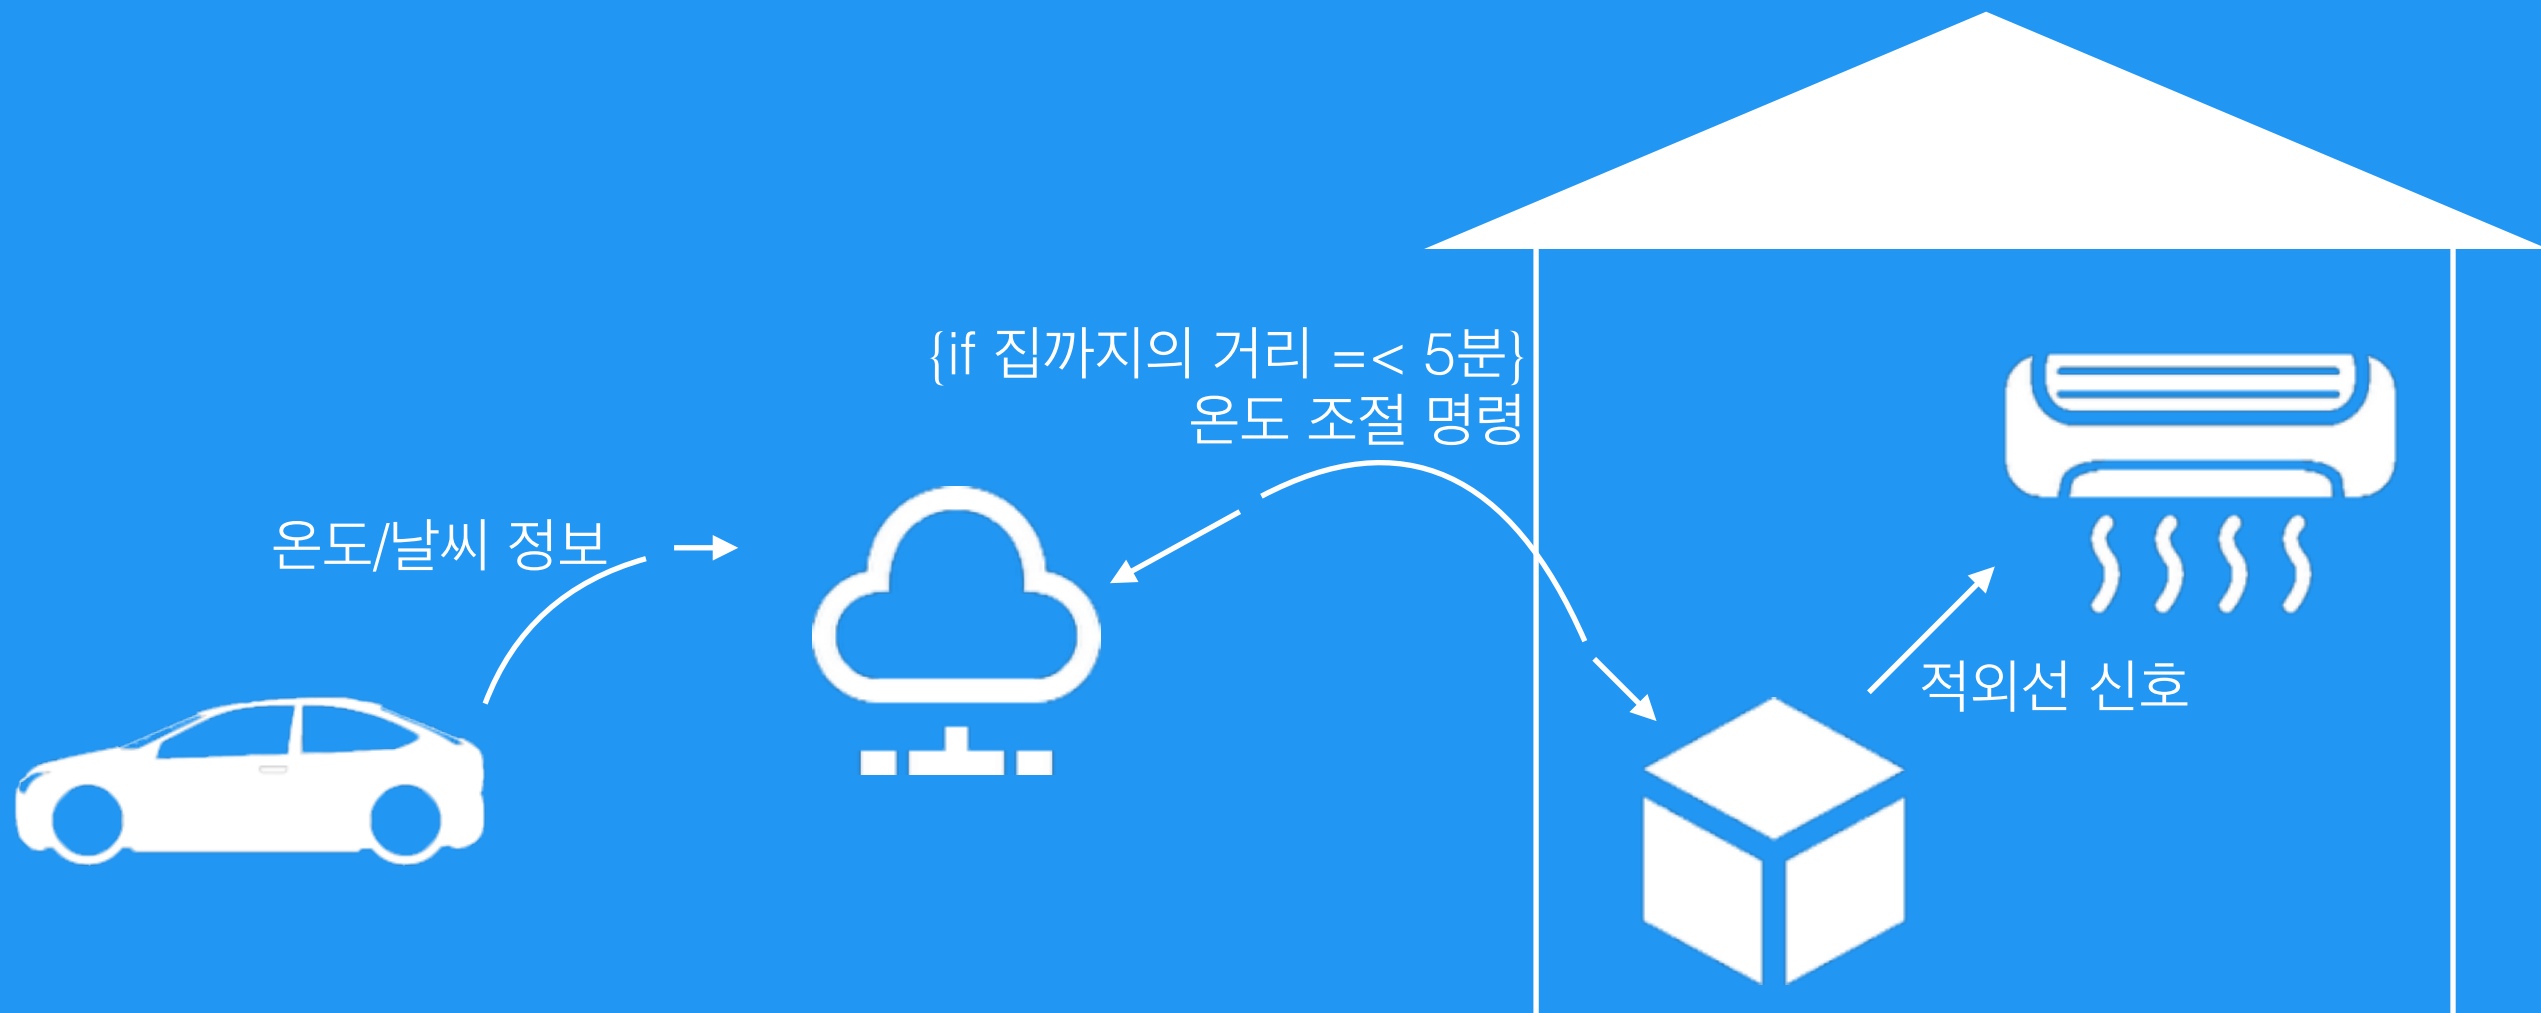 {if 집까지의 거리 =< 5분}
온도 조절 명령
온도/날씨 정보
적외선 신호